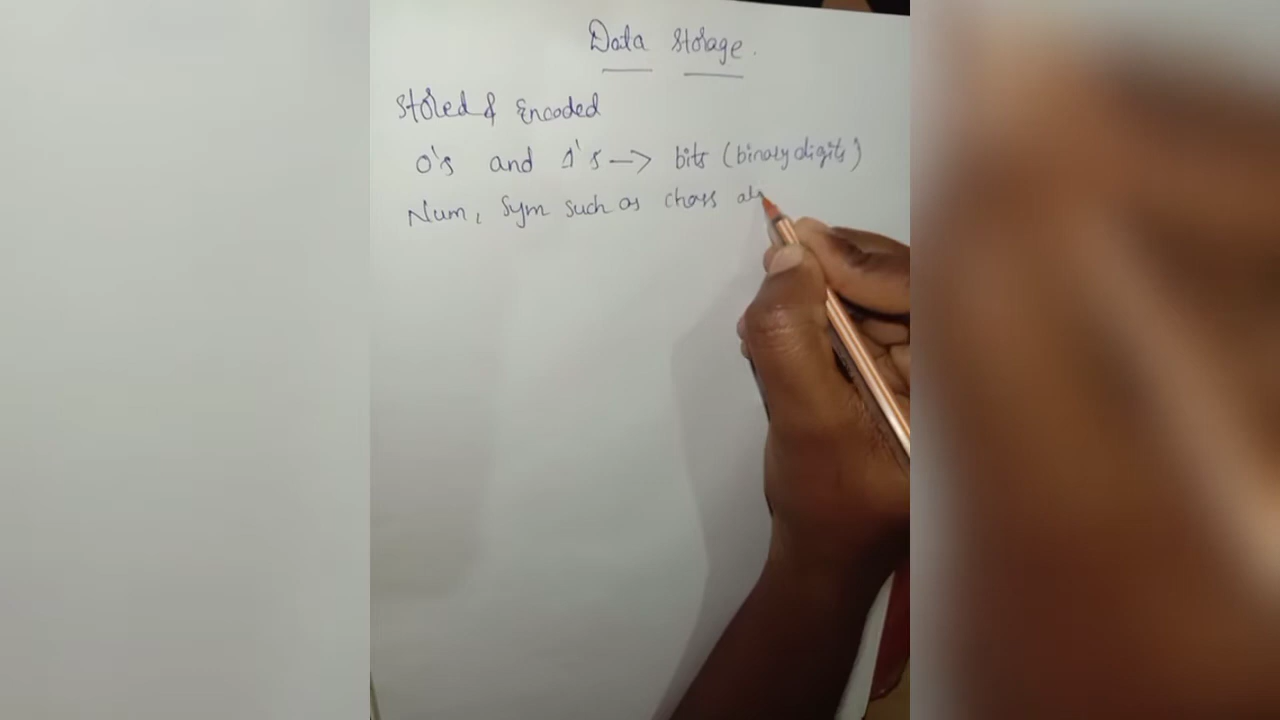 Data Storage.
Stored & Encoded
0's and 1's -> bits (binary digits)
Num, Sym such as chars